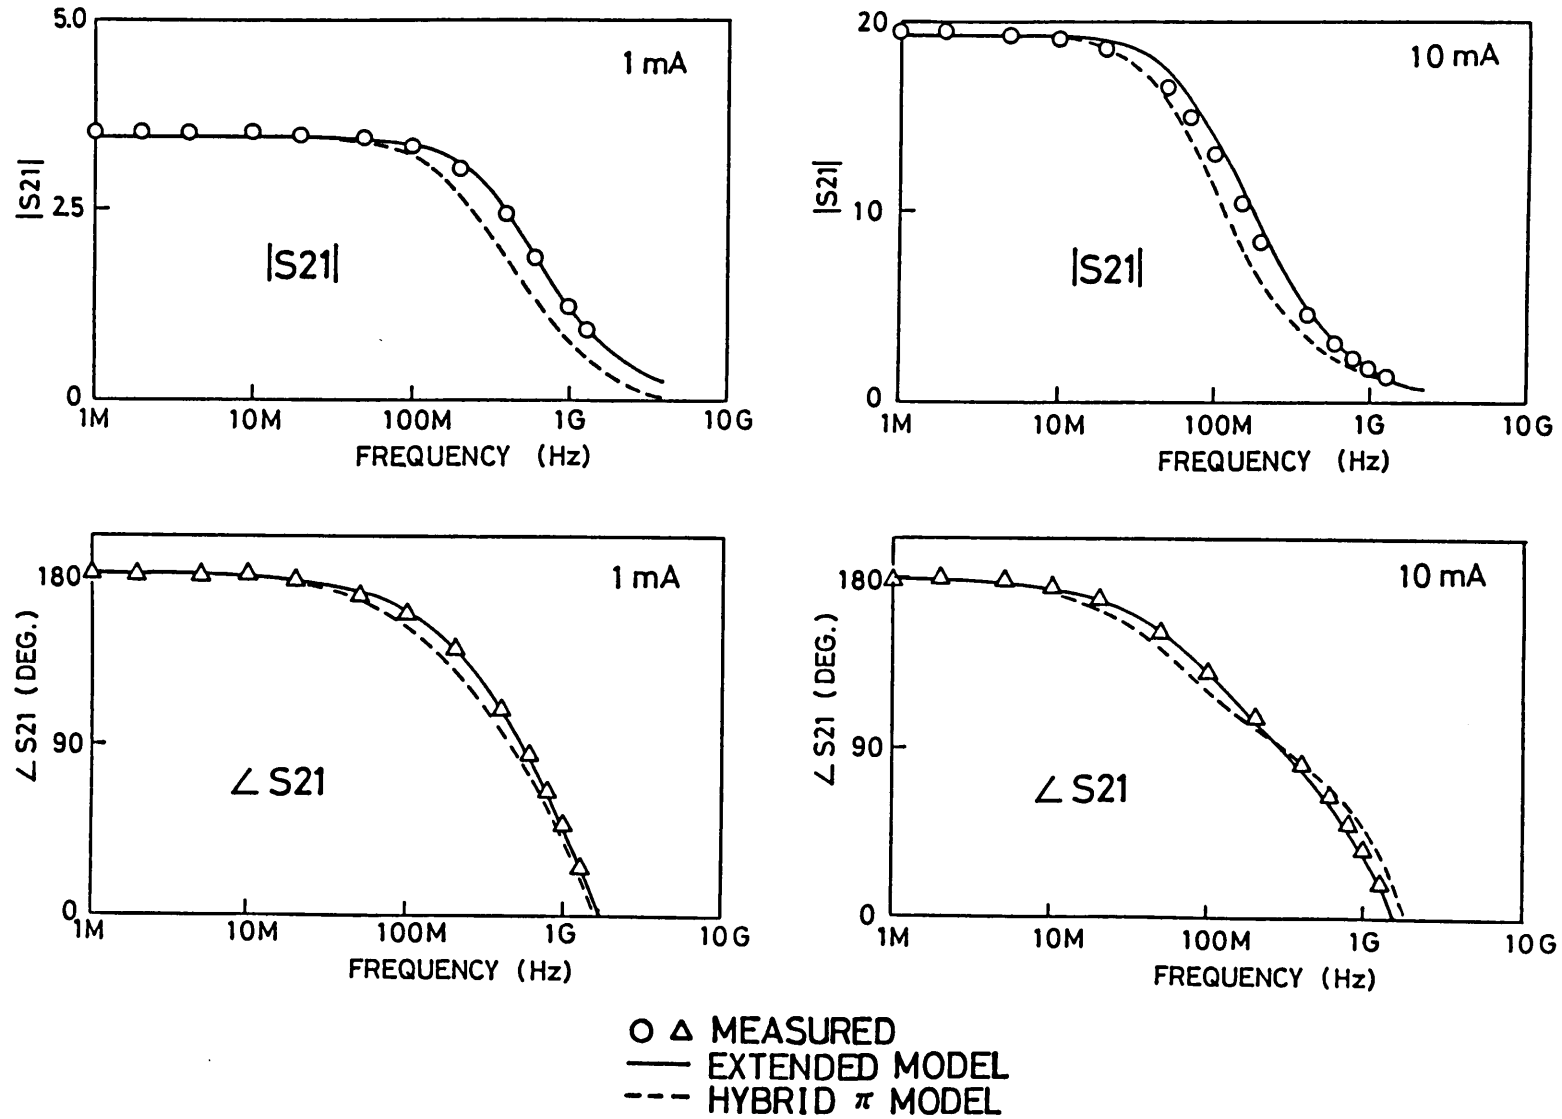 5.0
1 mA
|S21|
2.5
|S21|
0
1M 10M 100M 1G 10G
FREQUENCY (Hz)
20
10 mA
|S21|
10
|S21|
0
1M 10M 100M 1G 10G
FREQUENCY (Hz)
180
1 mA
∠ S21 (DEG.)
90
∠ S21
0
1M 10M 100M 1G 10G
FREQUENCY (Hz)
180
10 mA
∠ S21 (DEG.)
90
∠ S21
0
1M 10M 100M 1G 10G
FREQUENCY (Hz)
MEASURED
EXTENDED MODEL
HYBRID π MODEL